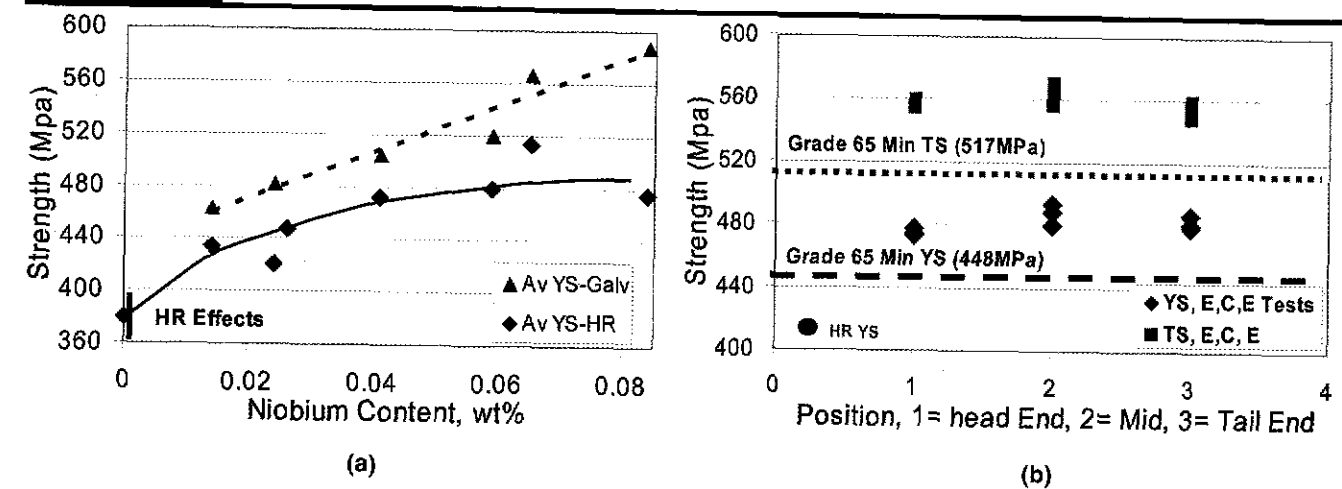 600
560
520
480
440
400
360
Strength (Mpa)
HR Effects
Av YS-Galv
Av YS-HR
0
0.02
0.04
0.06
0.08
Niobium Content, wt%
(a)
600
560
520
480
440
400
Strength (Mpa)
Grade 65 Min TS (517MPa)
Grade 65 Min YS (448MPa)
HR YS
YS, E,C,E Tests
TS, E,C, E
0
1
2
3
4
Position, 1= head End, 2= Mid, 3= Tail End
(b)